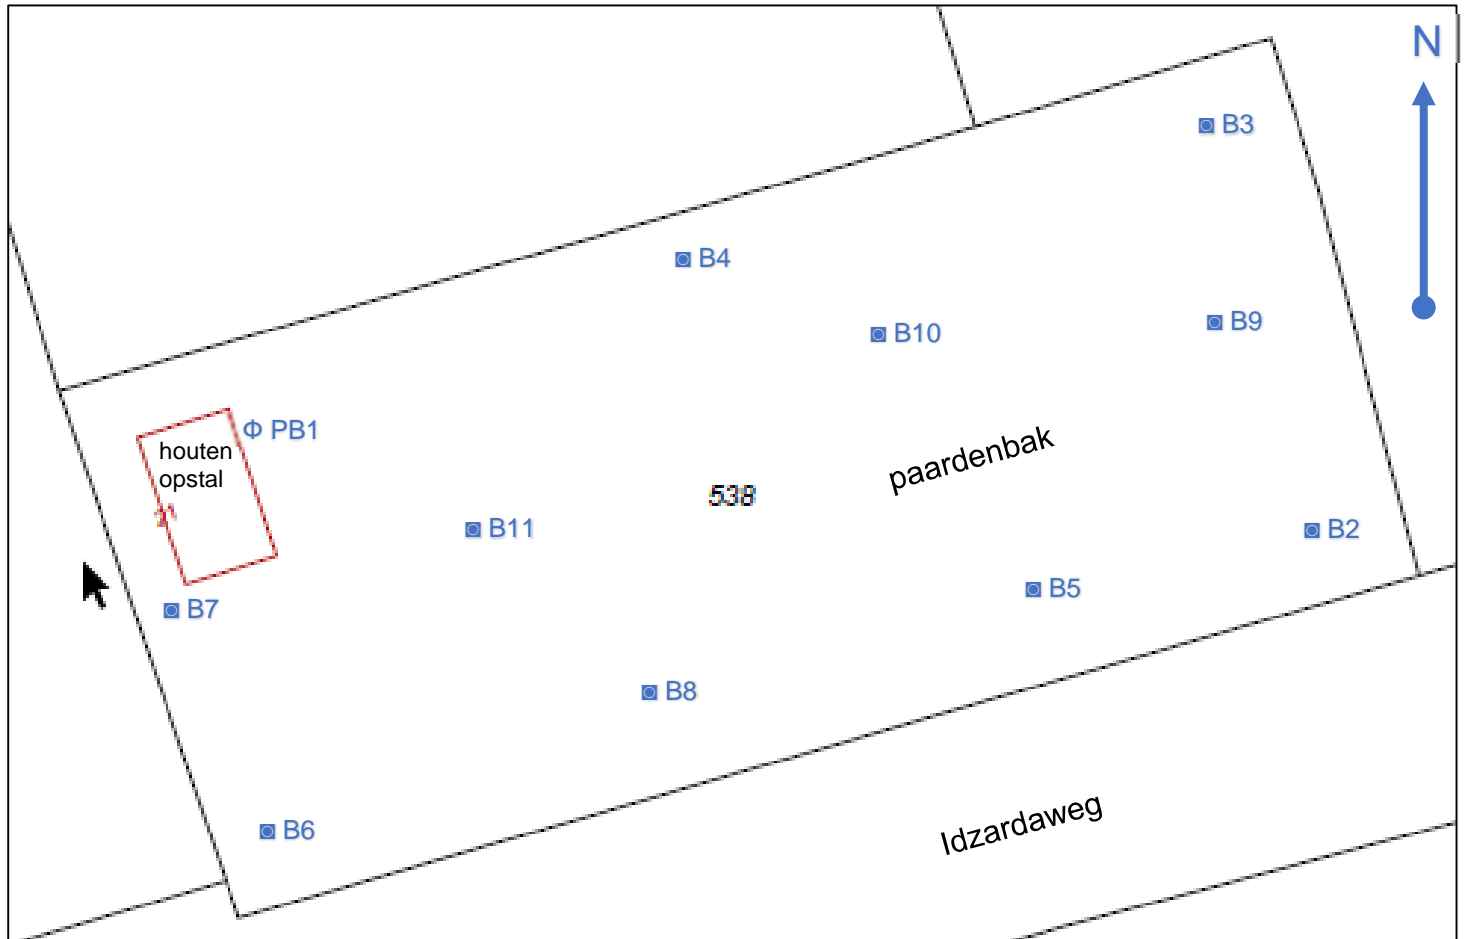 N
B3
B4
B10
B9
Φ PB1
houten
opstal
paardenbak
538
B11
B2
B5
B7
B8
B6
Idzardaweg